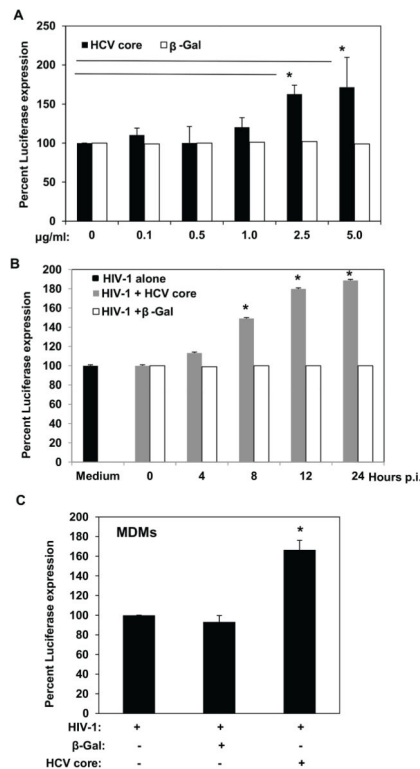 A
HCV core β-Gal
250
200
150
100
50
0
Percent Luciferase expression
* *
µg/ml: 0 0.1 0.5 1.0 2.5 5.0
B
HIV-1 alone
HIV-1 + HCV core
HIV-1 +β-Gal
200
180
160
140
120
100
80
60
40
20
0
Percent Luciferase expression
* * *
Medium 0 4 8 12 24 Hours p.i.
C
MDMs
200
180
160
140
120
100
80
60
40
20
0
Percent Luciferase expression
*
HIV-1: + + +
β-Gal: - + -
HCV core: - - +